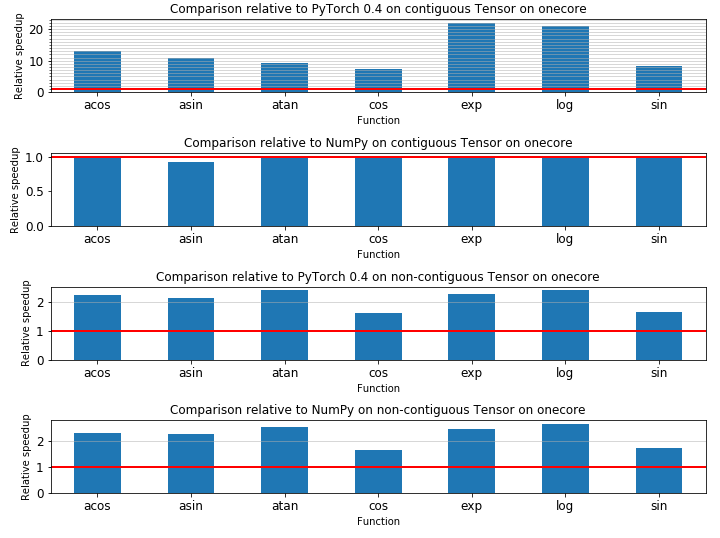 Comparison relative to PyTorch 0.4 on contiguous Tensor on onecore
Relative speedup
20
10
0
acos asin atan cos exp log sin
Function
Comparison relative to NumPy on contiguous Tensor on onecore
Relative speedup
1.0
0.5
0.0
acos asin atan cos exp log sin
Function
Comparison relative to PyTorch 0.4 on non-contiguous Tensor on onecore
Relative speedup
2
1
0
acos asin atan cos exp log sin
Function
Comparison relative to NumPy on non-contiguous Tensor on onecore
Relative speedup
2
1
0
acos asin atan cos exp log sin
Function